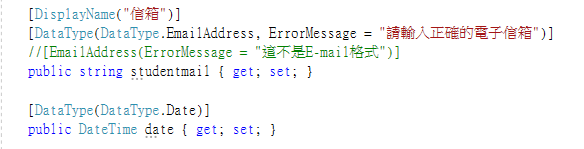 [DisplayName("信箱")]
[DataType(DataType.EmailAddress, ErrorMessage = "請輸入正確的電子信箱")]
//[EmailAddress(ErrorMessage = "這不是E-mail格式")]
public string studentmail { get; set; }
[DataType(DataType.Date)]
public DateTime date { get; set; }